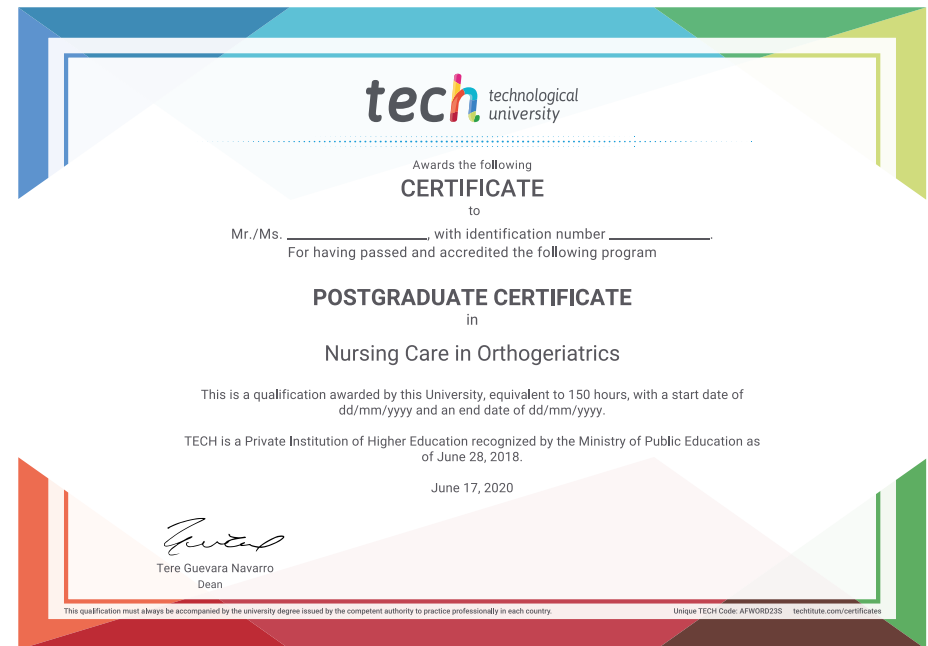 tech technological
university
Awards the following
CERTIFICATE
to
Mr./Ms. ____________________, with identification number ______________.
For having passed and accredited the following program
POSTGRADUATE CERTIFICATE
in
Nursing Care in Orthogeriatrics
This is a qualification awarded by this University, equivalent to 150 hours, with a start date of
dd/mm/yyyy and an end date of dd/mm/yyyy.
TECH is a Private Institution of Higher Education recognized by the Ministry of Public Education as
of June 28, 2018.
June 17, 2020
Tere Guevara Navarro
Dean
This qualification must always be accompanied by the university degree issued by the competent authority to practice professionally in each country.
Unique TECH Code: AFWORD23S techtitute.com/certificates